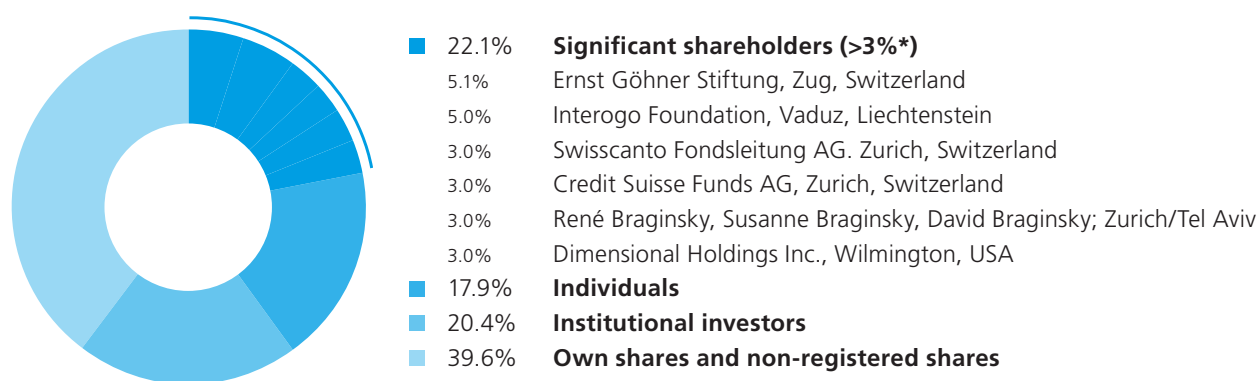 22.1% Significant shareholders (>3%*)
5.1% Ernst Göhner Stiftung, Zug, Switzerland
5.0% Interogo Foundation, Vaduz, Liechtenstein
3.0% Swisscanto Fondsleitung AG. Zurich, Switzerland
3.0% Credit Suisse Funds AG, Zurich, Switzerland
3.0% René Braginsky, Susanne Braginsky, David Braginsky; Zurich/Tel Aviv
3.0% Dimensional Holdings Inc., Wilmington, USA
17.9% Individuals
20.4% Institutional investors
39.6% Own shares and non-registered shares